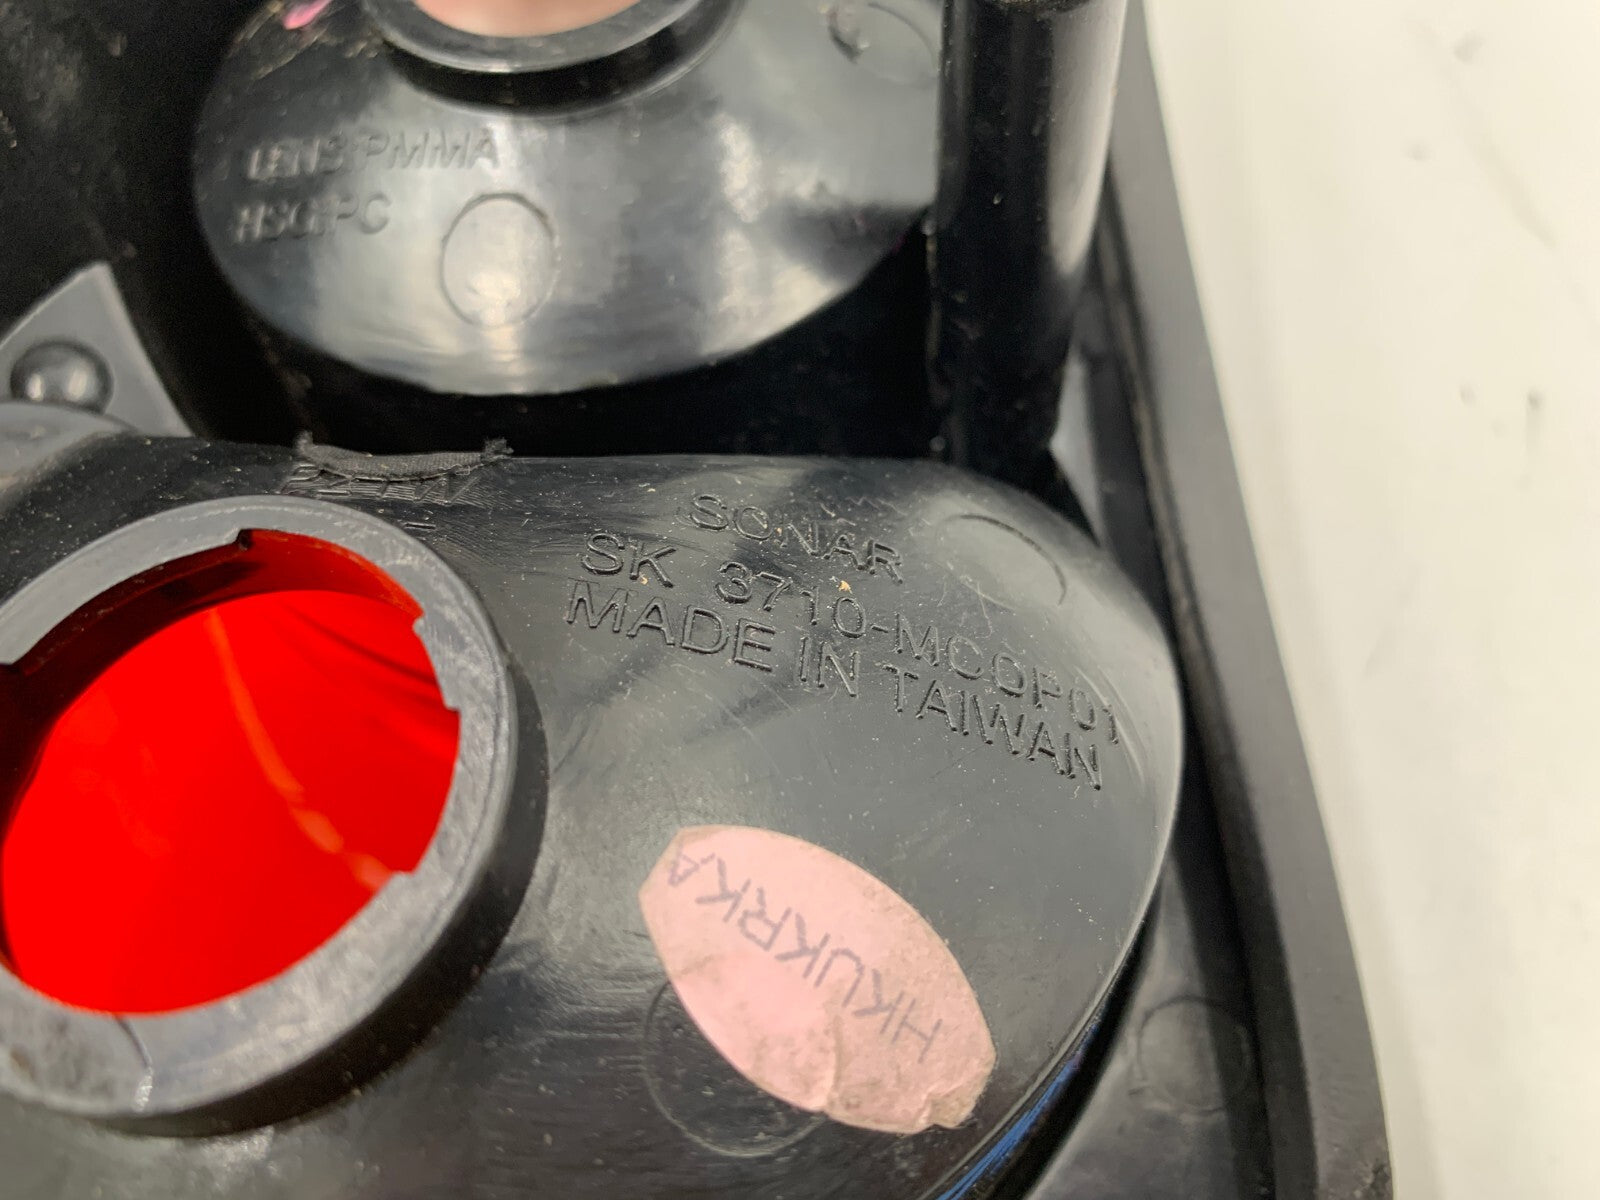 LENS:PMMA
HSG:PC
SONAR
SK 3710-MCOP01
MADE IN TAIWAN
HKUKRKA